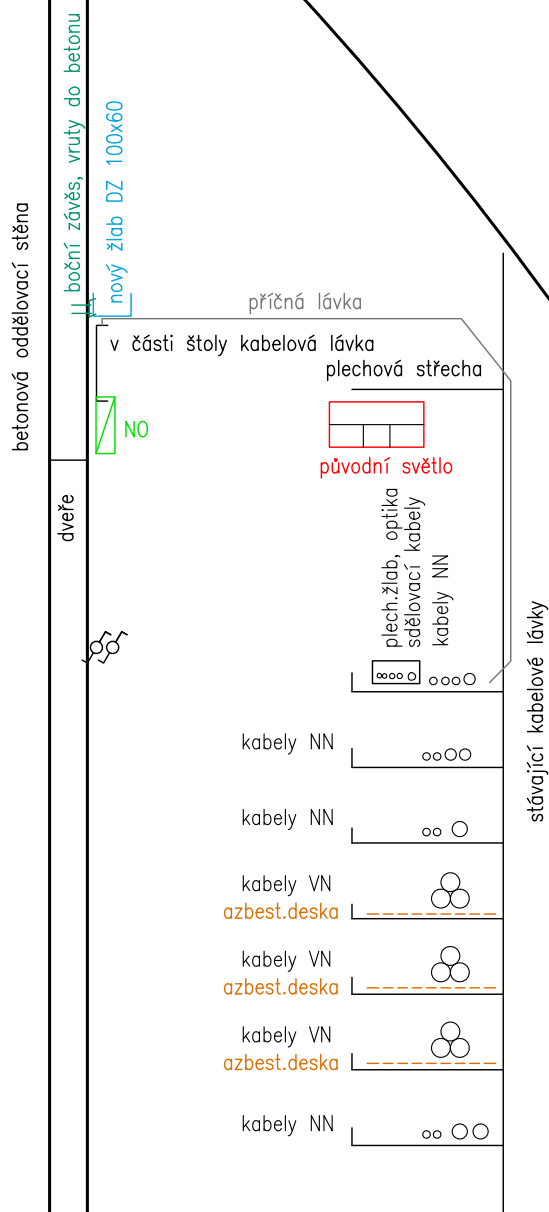 betonová oddělovací stěna
boční závěs, vruty do betonu
nový žlab DZ 100x60
příčná lávka
v části štoly kabelová lávka
plechová střecha
NO
původní světlo
dveře
plech.žlab, optika
sdělovací kabely
kabely NN
stávající kabelové lávky
kabely NN
kabely NN
kabely VN
azbest.deska
kabely VN
azbest.deska
kabely VN
azbest.deska
kabely NN